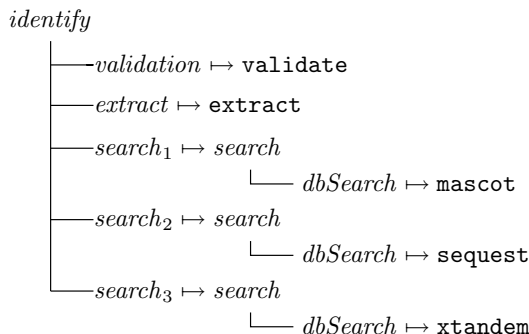 identify
validation ↦ validate
extract ↦ extract
search₁ ↦ search
dbSearch ↦ mascot
search₂ ↦ search
dbSearch ↦ sequest
search₃ ↦ search
dbSearch ↦ xtandem